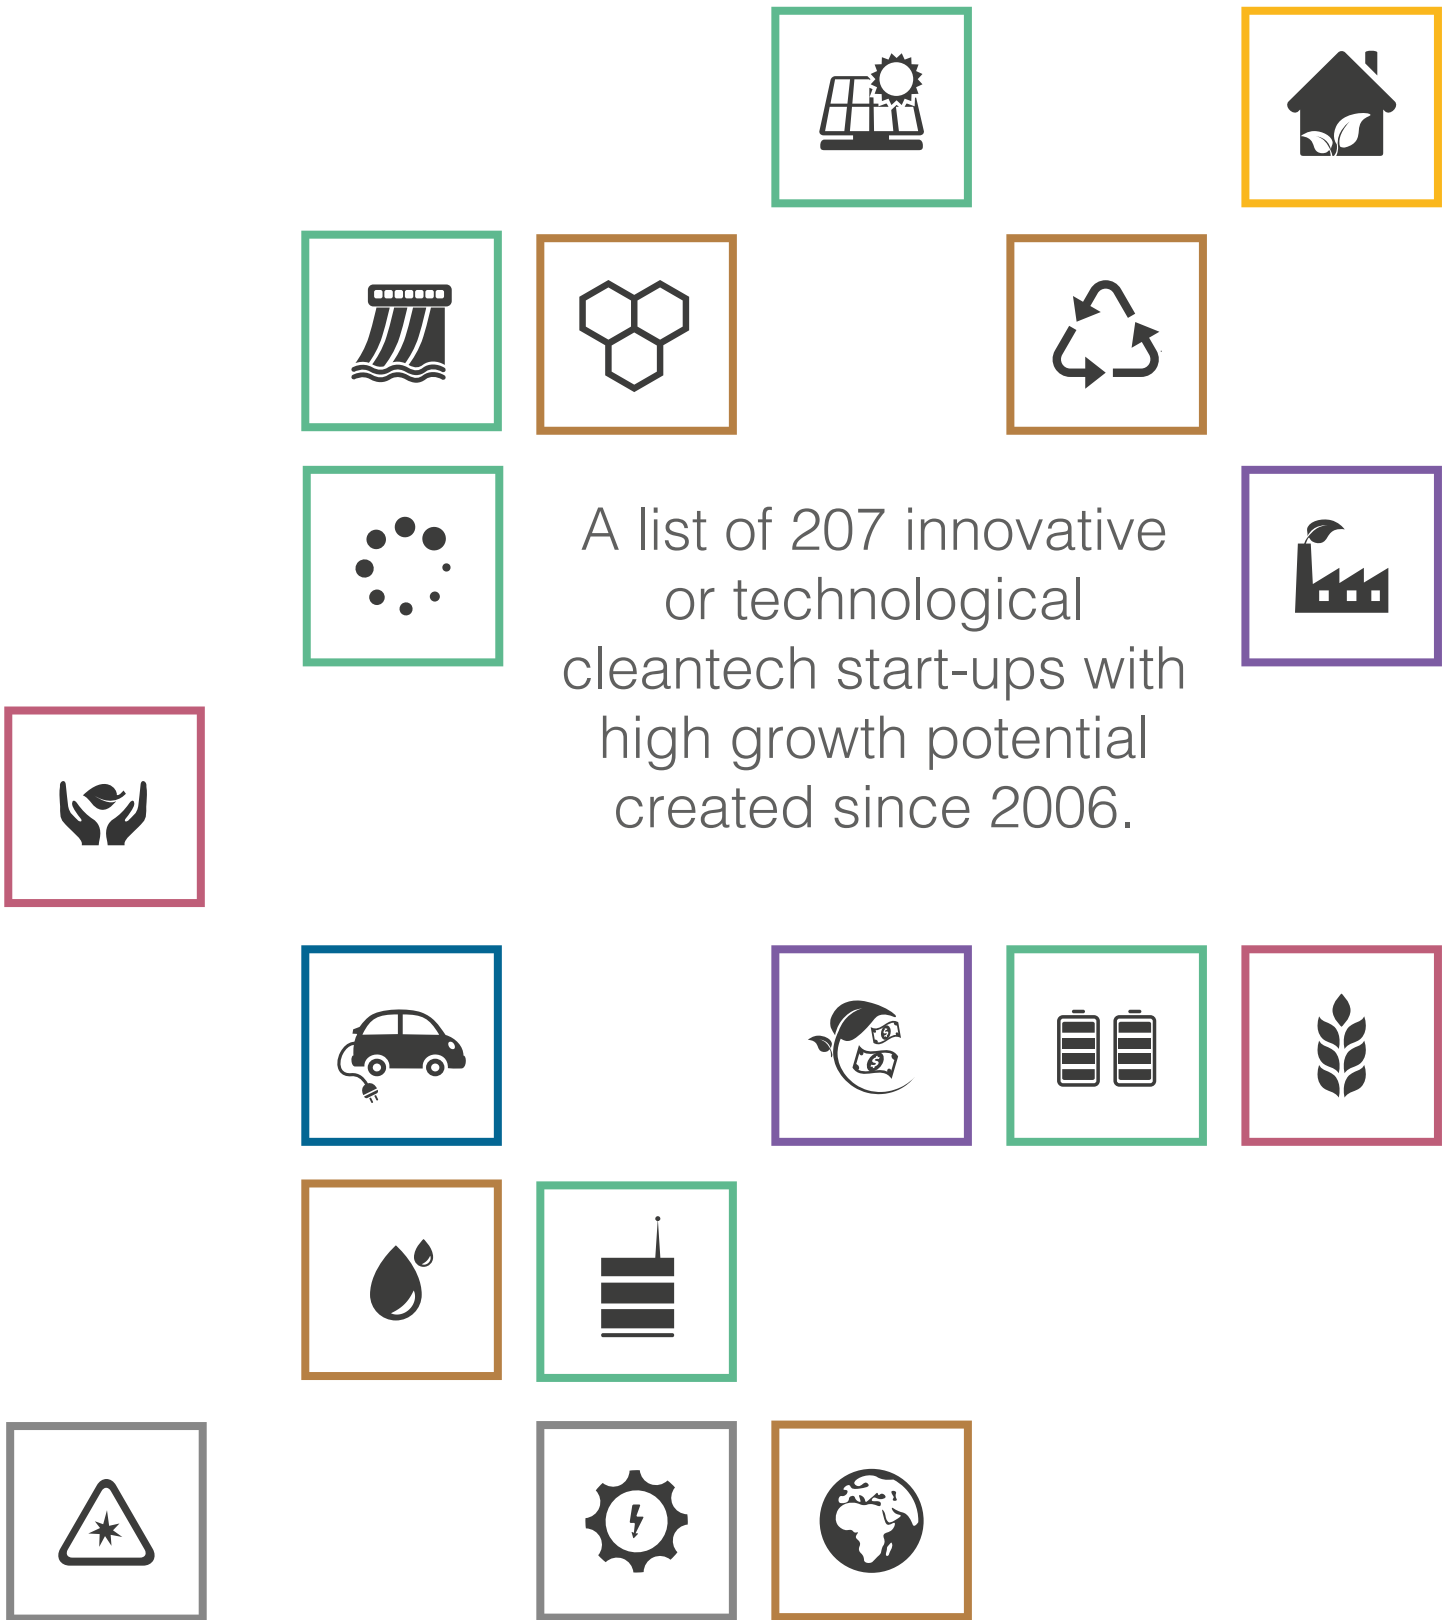 A list of 207 innovative
or technological
cleantech start-ups with
high growth potential
created since 2006.